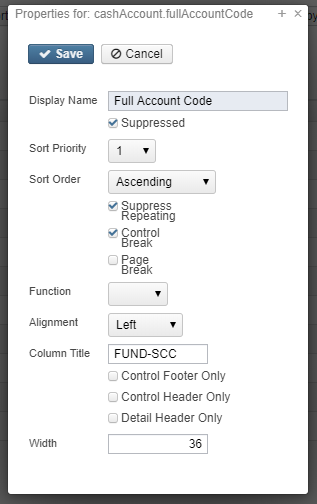 Properties for: cashAccount.fullAccountCode + ×
Save Cancel
Display Name Full Account Code
Suppressed
Sort Priority 1
Sort Order Ascending
Suppress
Repeating
Control
Break
Page
Break
Function
Alignment Left
Column Title FUND-SCC
Control Footer Only
Control Header Only
Detail Header Only
Width 36